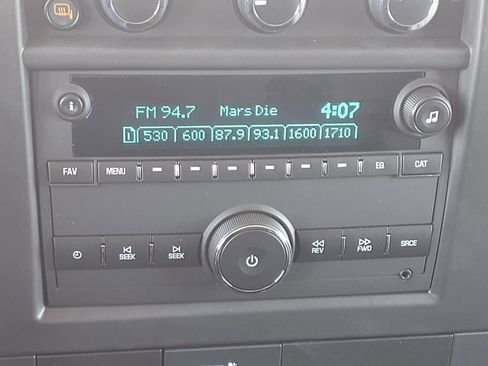 FM 94.7 Mars Die 4:07
1 530 600 87.9 93.1 1600 1710
FAV MENU EQ CAT
SEEK SEEK REV FWD SRCE